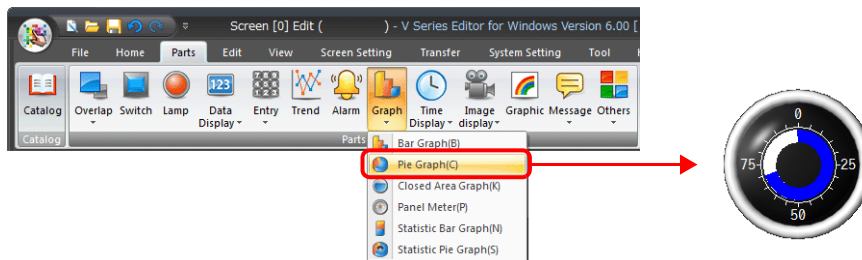 Screen [0] Edit (                ) - V Series Editor for Windows Version 6.00 [
File Home Parts Edit View Screen Setting Transfer System Setting Tool
Catalog Overlap Switch Lamp Data Display Entry Trend Alarm Graph Time Display Image display Graphic Message Others
Catalog Parts
Bar Graph(B)
Pie Graph(C)
Closed Area Graph(K)
Panel Meter(P)
Statistic Bar Graph(N)
Statistic Pie Graph(S)
123
0
75 25
50